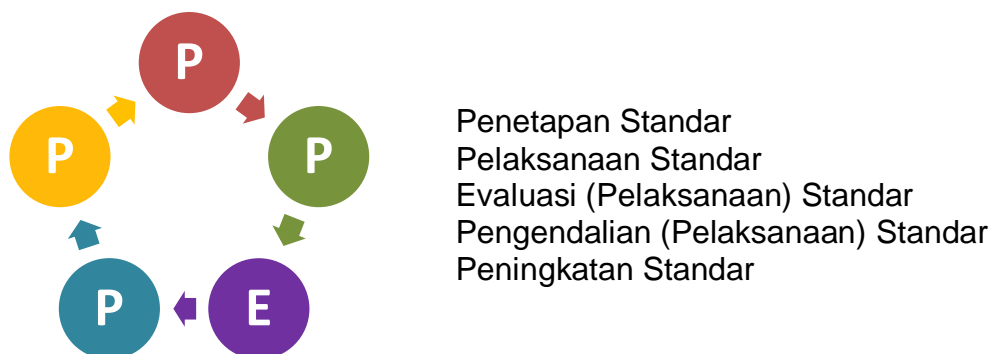 P
P
E
P
P
Penetapan Standar
Pelaksanaan Standar
Evaluasi (Pelaksanaan) Standar
Pengendalian (Pelaksanaan) Standar
Peningkatan Standar